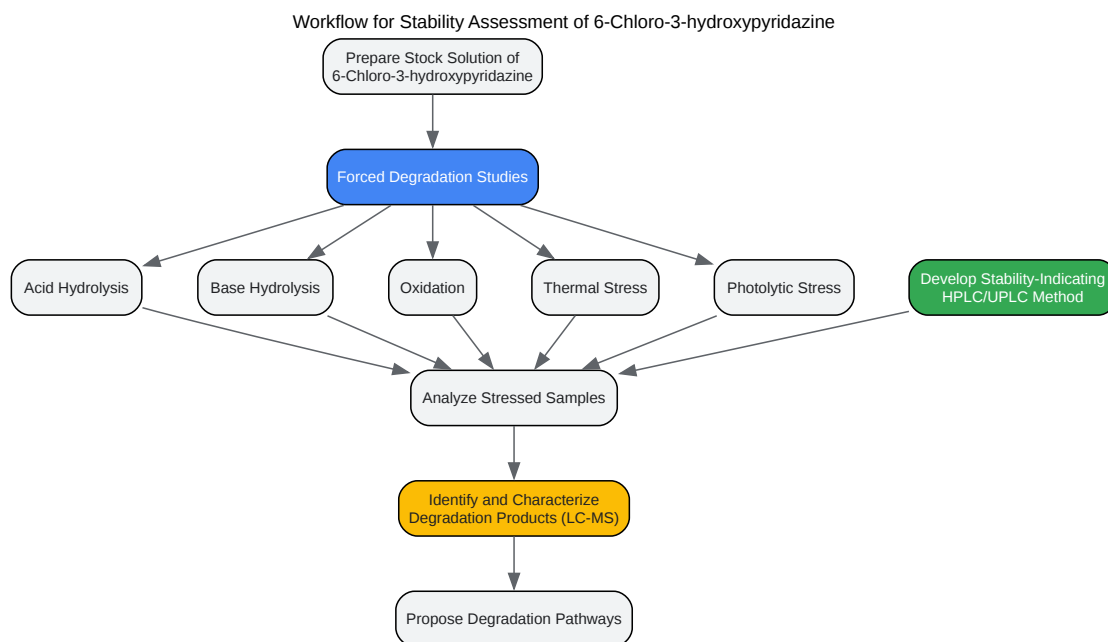 Workflow for Stability Assessment of 6-Chloro-3-hydroxypyridazine
Prepare Stock Solution of
6-Chloro-3-hydroxypyridazine
Forced Degradation Studies
Acid Hydrolysis
Base Hydrolysis
Oxidation
Thermal Stress
Photolytic Stress
Develop Stability-Indicating
HPLC/UPLC Method
Analyze Stressed Samples
Identify and Characterize
Degradation Products (LC-MS)
Propose Degradation Pathways